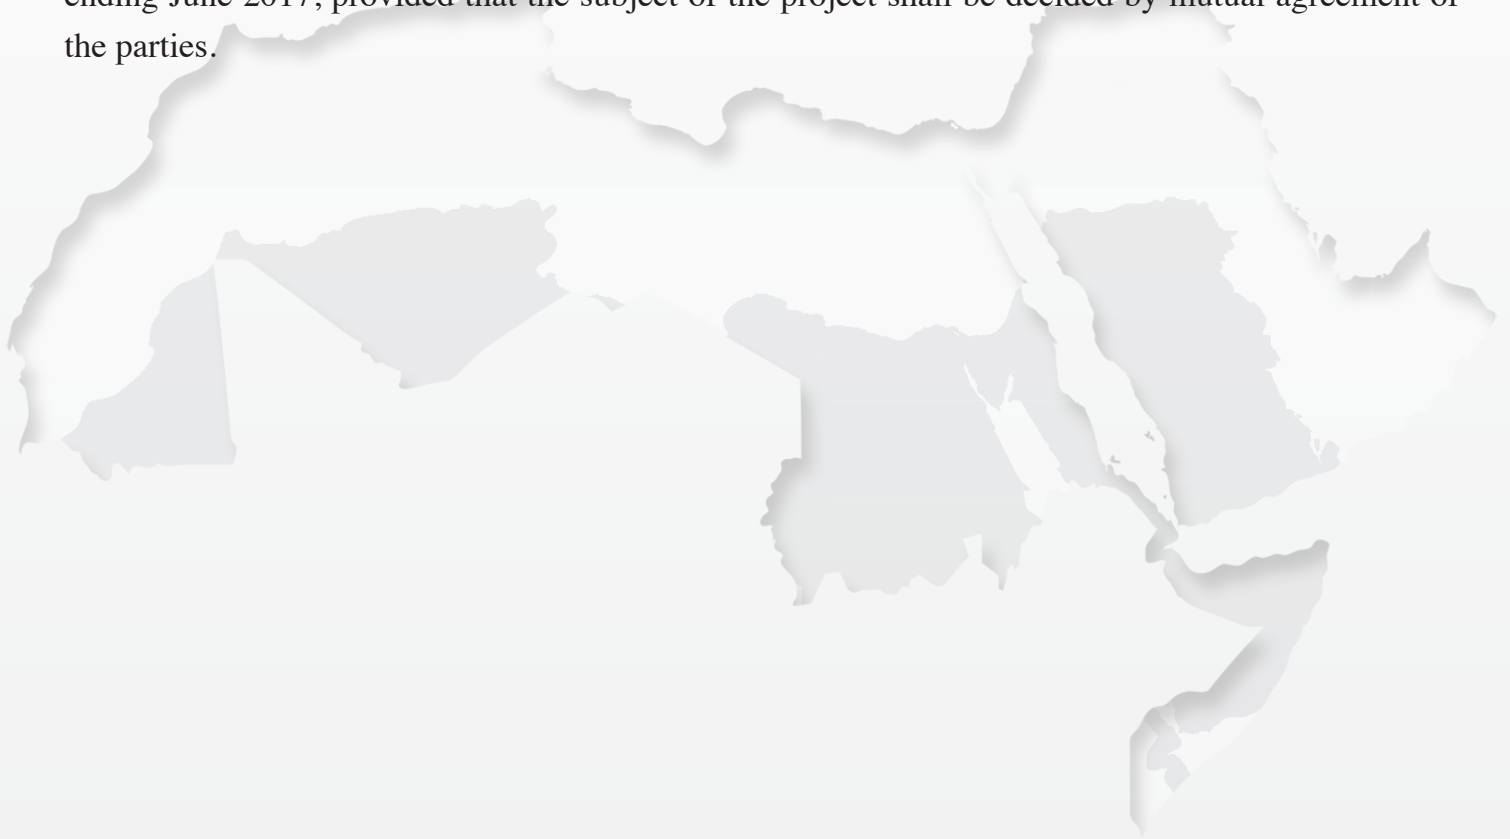 ending June 2017, provided that the subject of the project shall be decided by mutual agreement of
the parties.